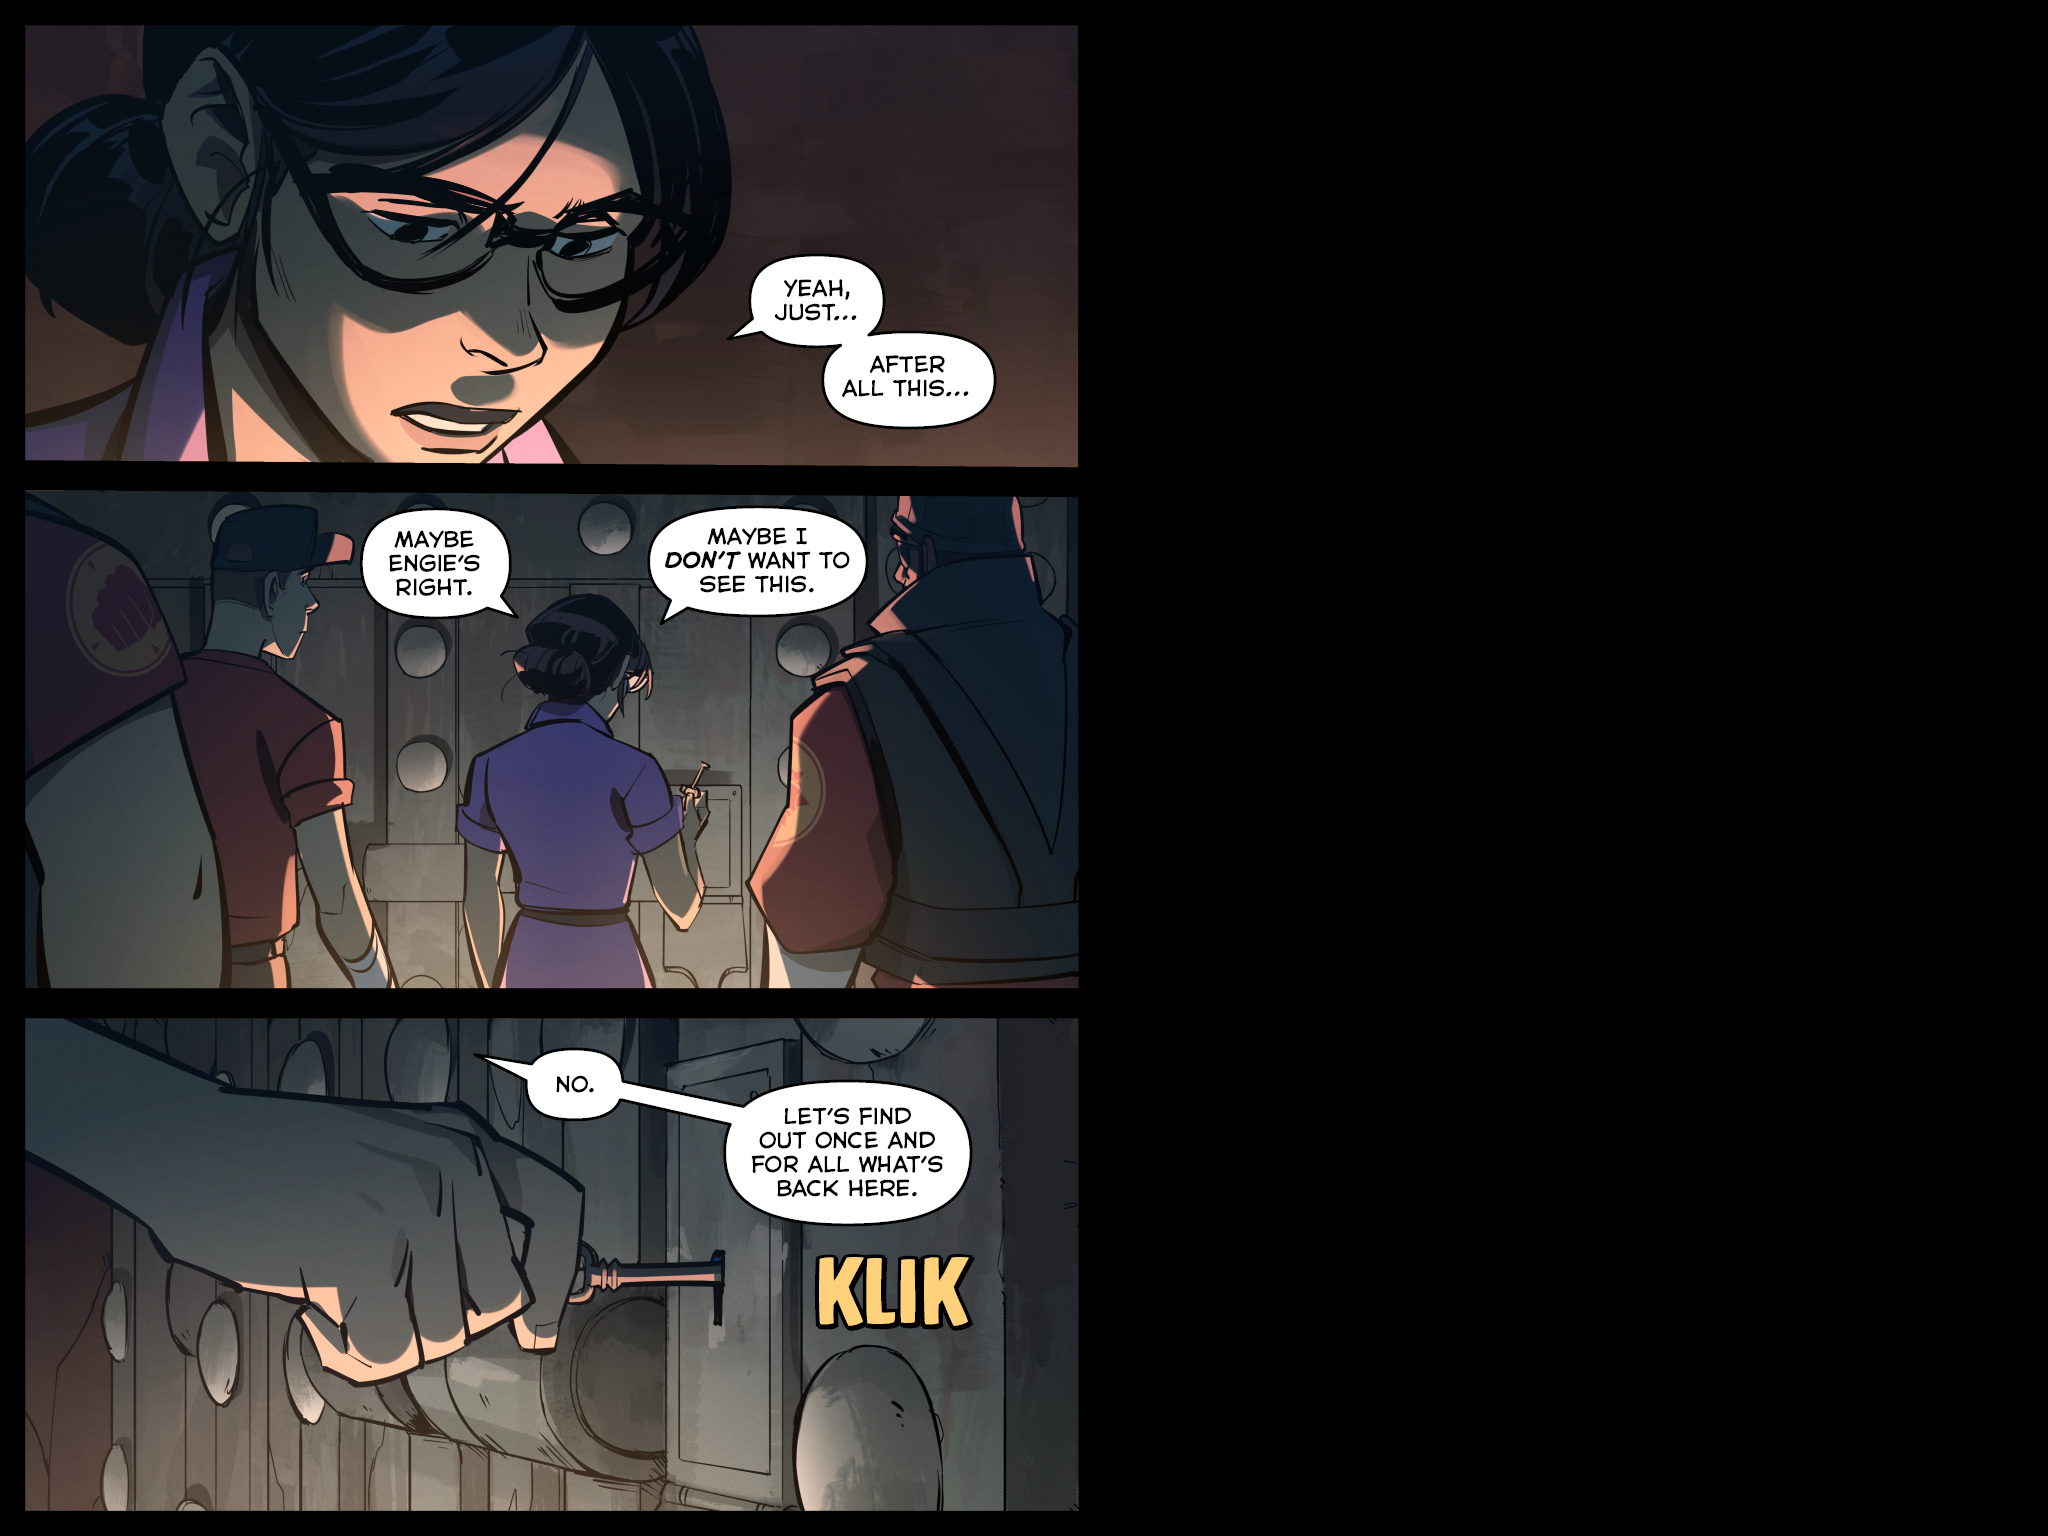 YEAH,
JUST...
AFTER
ALL THIS...
MAYBE
ENGIE'S
RIGHT.
MAYBE I
DON'T WANT TO
SEE THIS.
NO.
LET'S FIND
OUT ONCE AND
FOR ALL WHAT'S
BACK HERE.
KLIK